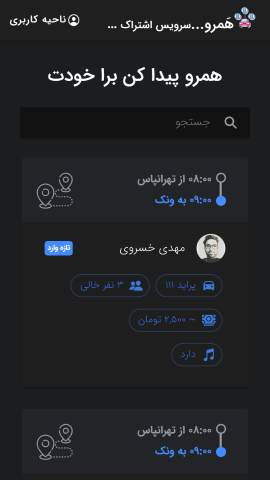 همرو...سرویس اشتراک ...
ناحیه کاربری
همرو پیدا کن برا خودت
جستجو
۰۸:۰۰ از تهرانپاس
۰۹:۰۰ به ونک
مهدی خسروی
تازه وارد
پراید ۱۱۱
۳ نفر خالی
~ ۲,۵۰۰ تومان
دارد
۰۸:۰۰ از تهرانپاس
۰۹:۰۰ به ونک